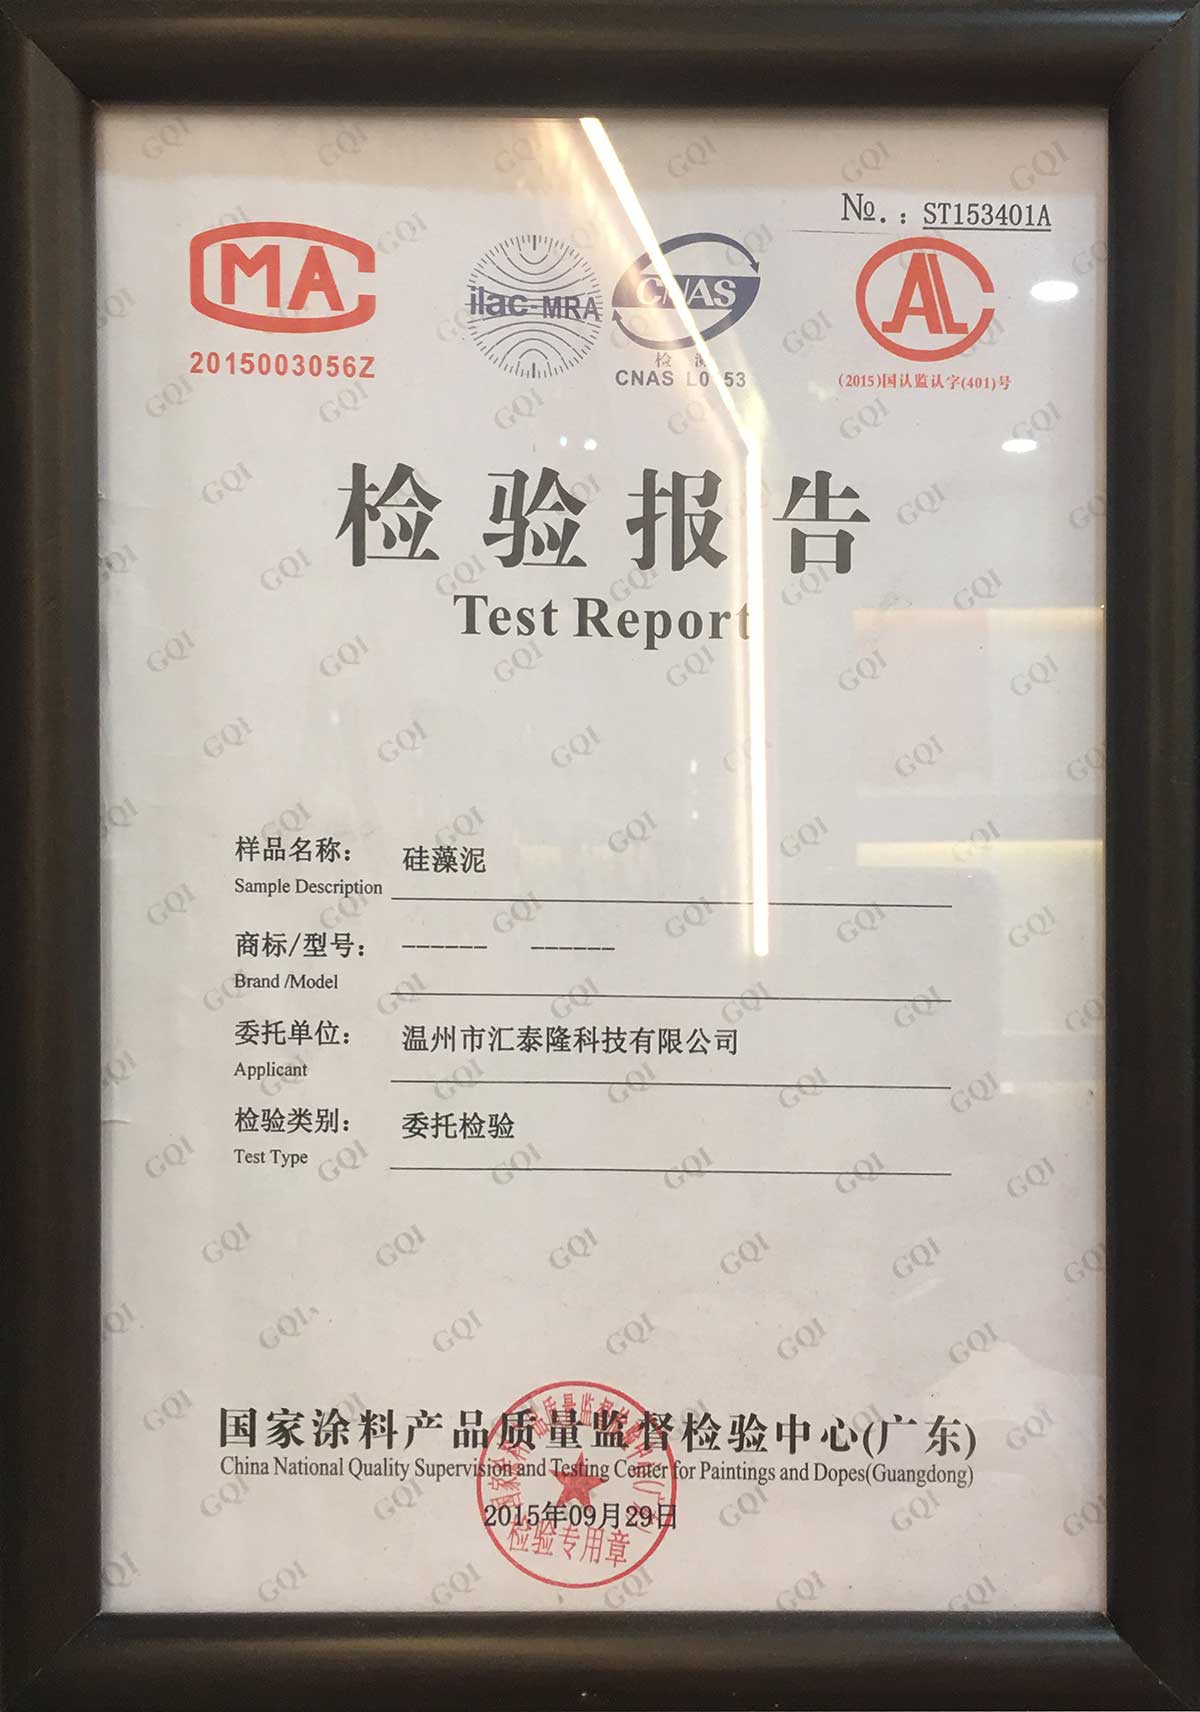 №.：ST153401A
MA
2015003056Z
ilac-MRA
CNAS
检
CNAS
AL
(2015)国认监认字(401)号
检验报告
Test Report
样品名称：硅藻泥
Sample Description
商标/型号：------ ------
Brand /Model
委托单位：温州市汇泰隆科技有限公司
Applicant
检验类别：委托检验
Test Type
国家涂料产品质量监督检验中心(广东)
China National Quality Supervision and Testing Center for Paintings and Dopes(Guangdong)
2015年09月29日
检验专用章
GQI